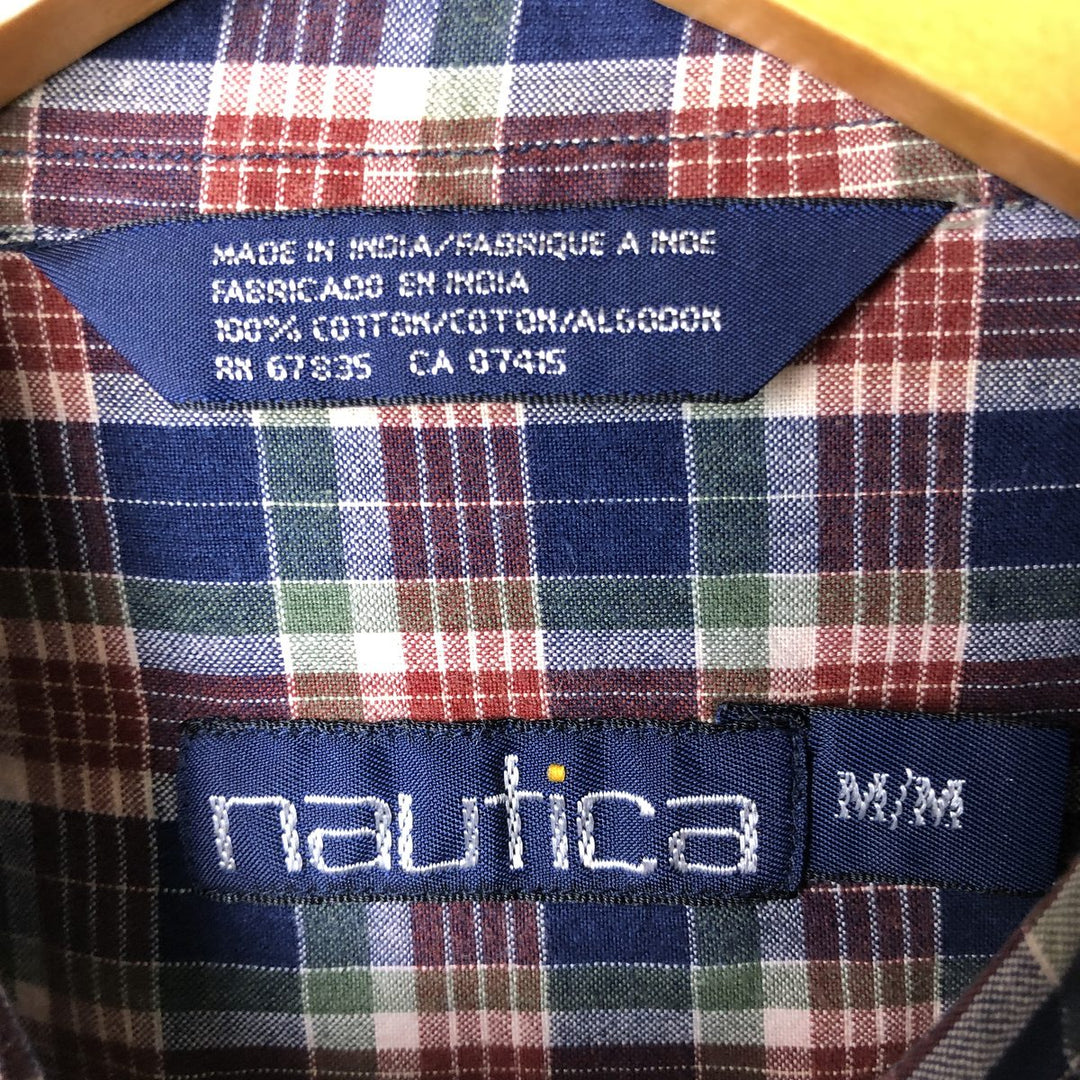 MADE IN INDIA/FABRIQUE A INDE
FABRICADO EN INDIA
100% COTTON/COTON/ALGODON
RN 67835 CA 07415
nautica M/M